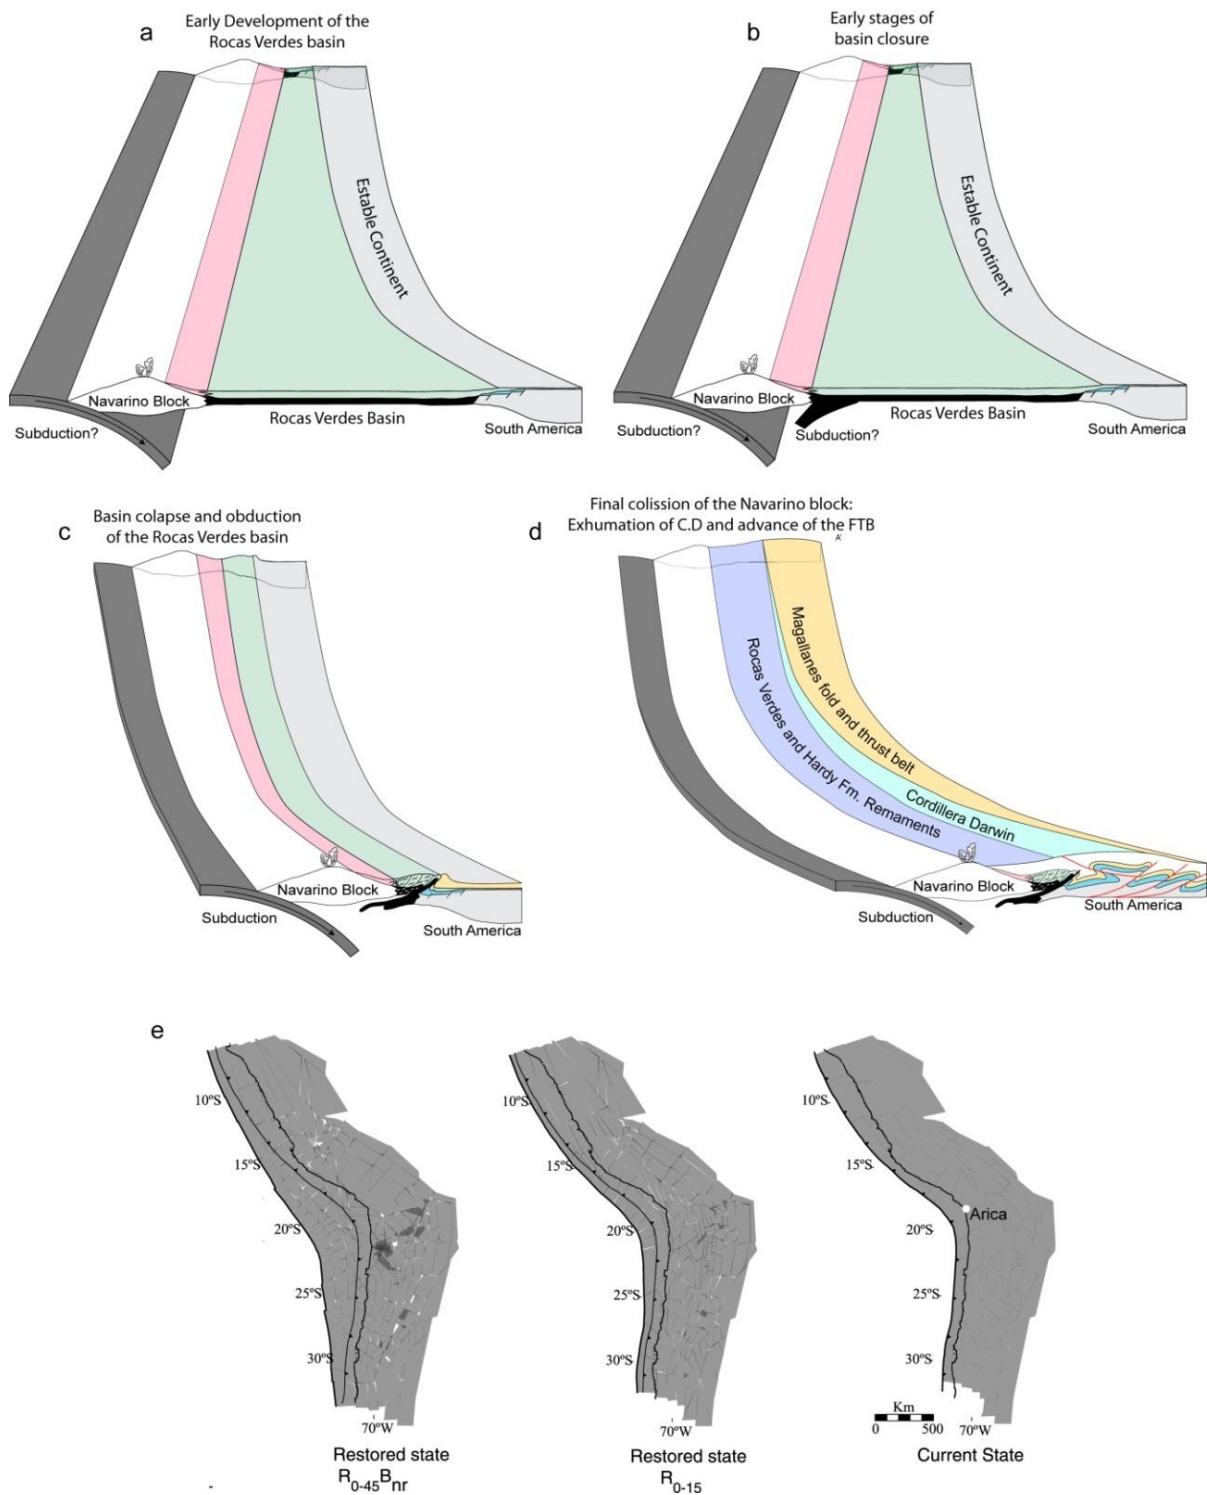 a
Early Development of the
Rocas Verdes basin
Estable Continent
Navarino Block
Subduction?
Rocas Verdes Basin
South America
b
Early stages of
basin closure
Estable Continent
Navarino Block
Subduction?
Subduction?
Rocas Verdes Basin
South America
c
Basin colapse and obduction
of the Rocas Verdes basin
Navarino Block
Subduction
South America
d
Final colission of the Navarino block:
Exhumation of C.D and advance of the FTB
A'
Magallanes fold and thrust belt
Rocas Verdes and Hardy Fm. Remaments
Cordillera Darwin
Navarino Block
Subduction
South America
e
10ºS
15ºS
20ºS
25ºS
30ºS
70ºW
Restored state
R0-45Bnr
10ºS
15ºS
20ºS
25ºS
30ºS
70ºW
Restored state
R0-15
10ºS
15ºS
20ºS
Arica
25ºS
30ºS
Km
0 500
70ºW
Current State